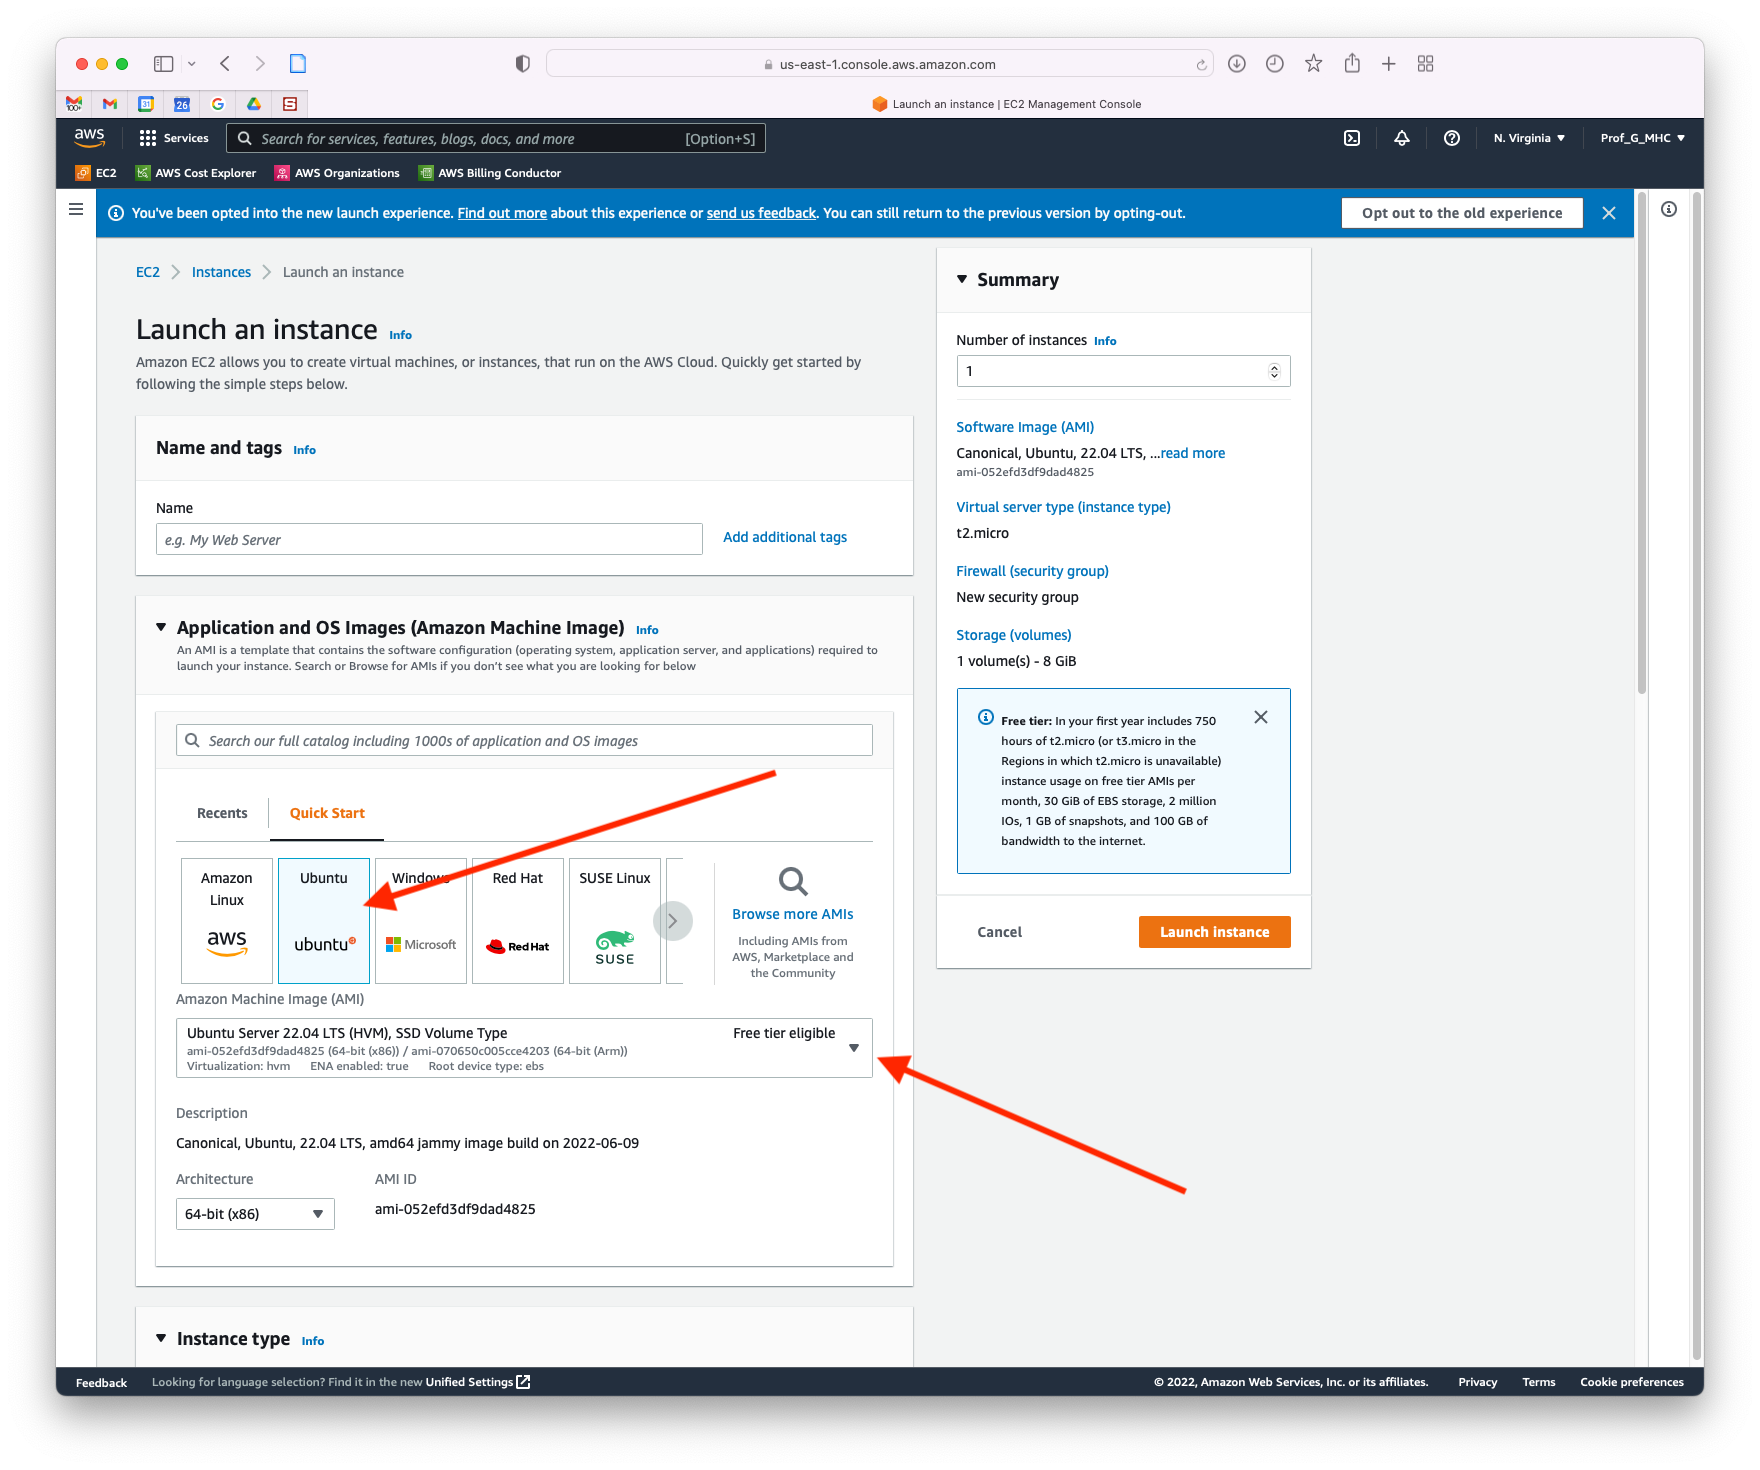 us-east-1.console.aws.amazon.com
Launch an instance | EC2 Management Console
aws
Services
Search for services, features, blogs, docs, and more
[Option+S]
N. Virginia
Prof_G_MHC
EC2
AWS Cost Explorer
AWS Organizations
AWS Billing Conductor
You've been opted into the new launch experience. Find out more about this experience or send us feedback. You can still return to the previous version by opting-out.
Opt out to the old experience
EC2
Instances
Launch an instance
Launch an instance Info
Amazon EC2 allows you to create virtual machines, or instances, that run on the AWS Cloud. Quickly get started by
following the simple steps below.
Name and tags Info
Name
e.g. My Web Server
Add additional tags
Application and OS Images (Amazon Machine Image) Info
An AMI is a template that contains the software configuration (operating system, application server, and applications) required to
launch your instance. Search or Browse for AMIs if you don't see what you are looking for below
Search our full catalog including 1000s of application and OS images
Recents
Quick Start
Amazon
Linux
aws
Ubuntu
ubuntu
Windows
Microsoft
Red Hat
Red Hat
SUSE Linux
SUSE
Browse more AMIs
Including AMIs from
AWS, Marketplace and
the Community
Amazon Machine Image (AMI)
Ubuntu Server 22.04 LTS (HVM), SSD Volume Type
Free tier eligible
ami-052efd3df9dad4825 (64-bit (x86)) / ami-070650c005cce4203 (64-bit (Arm))
Virtualization: hvm ENA enabled: true Root device type: ebs
Description
Canonical, Ubuntu, 22.04 LTS, amd64 jammy image build on 2022-06-09
Architecture
64-bit (x86)
AMI ID
ami-052efd3df9dad4825
Instance type Info
Summary
Number of instances Info
1
Software Image (AMI)
Canonical, Ubuntu, 22.04 LTS, ...read more
ami-052efd3df9dad4825
Virtual server type (instance type)
t2.micro
Firewall (security group)
New security group
Storage (volumes)
1 volume(s) - 8 GiB
Free tier: In your first year includes 750
hours of t2.micro (or t3.micro in the
Regions in which t2.micro is unavailable)
instance usage on free tier AMIs per
month, 30 GiB of EBS storage, 2 million
IOs, 1 GB of snapshots, and 100 GB of
bandwidth to the internet.
Cancel
Launch instance
Feedback
Looking for language selection? Find it in the new Unified Settings
© 2022, Amazon Web Services, Inc. or its affiliates.
Privacy
Terms
Cookie preferences